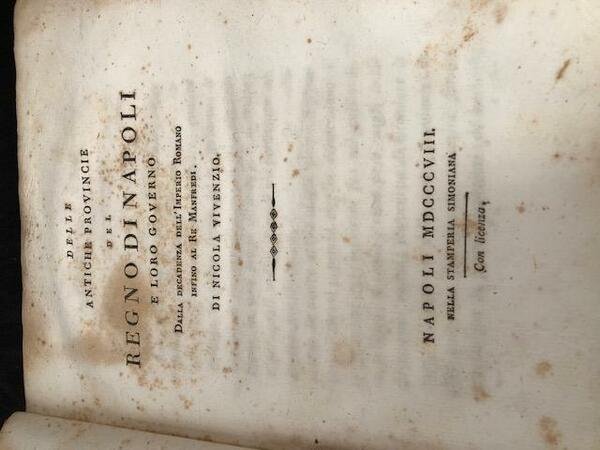 DELLE
ANTICHE PROVINCIE
DEL
REGNO DI NAPOLI
E LORO GOVERNO
DALLA DECADENZA DELL'IMPERIO ROMANO
INFINO AL RE MANFREDI.
DI NICOLA VIVENZIO.
NAPOLI MDCCCVIII.
NELLA STAMPERIA SIMONIANA
Con licenza.